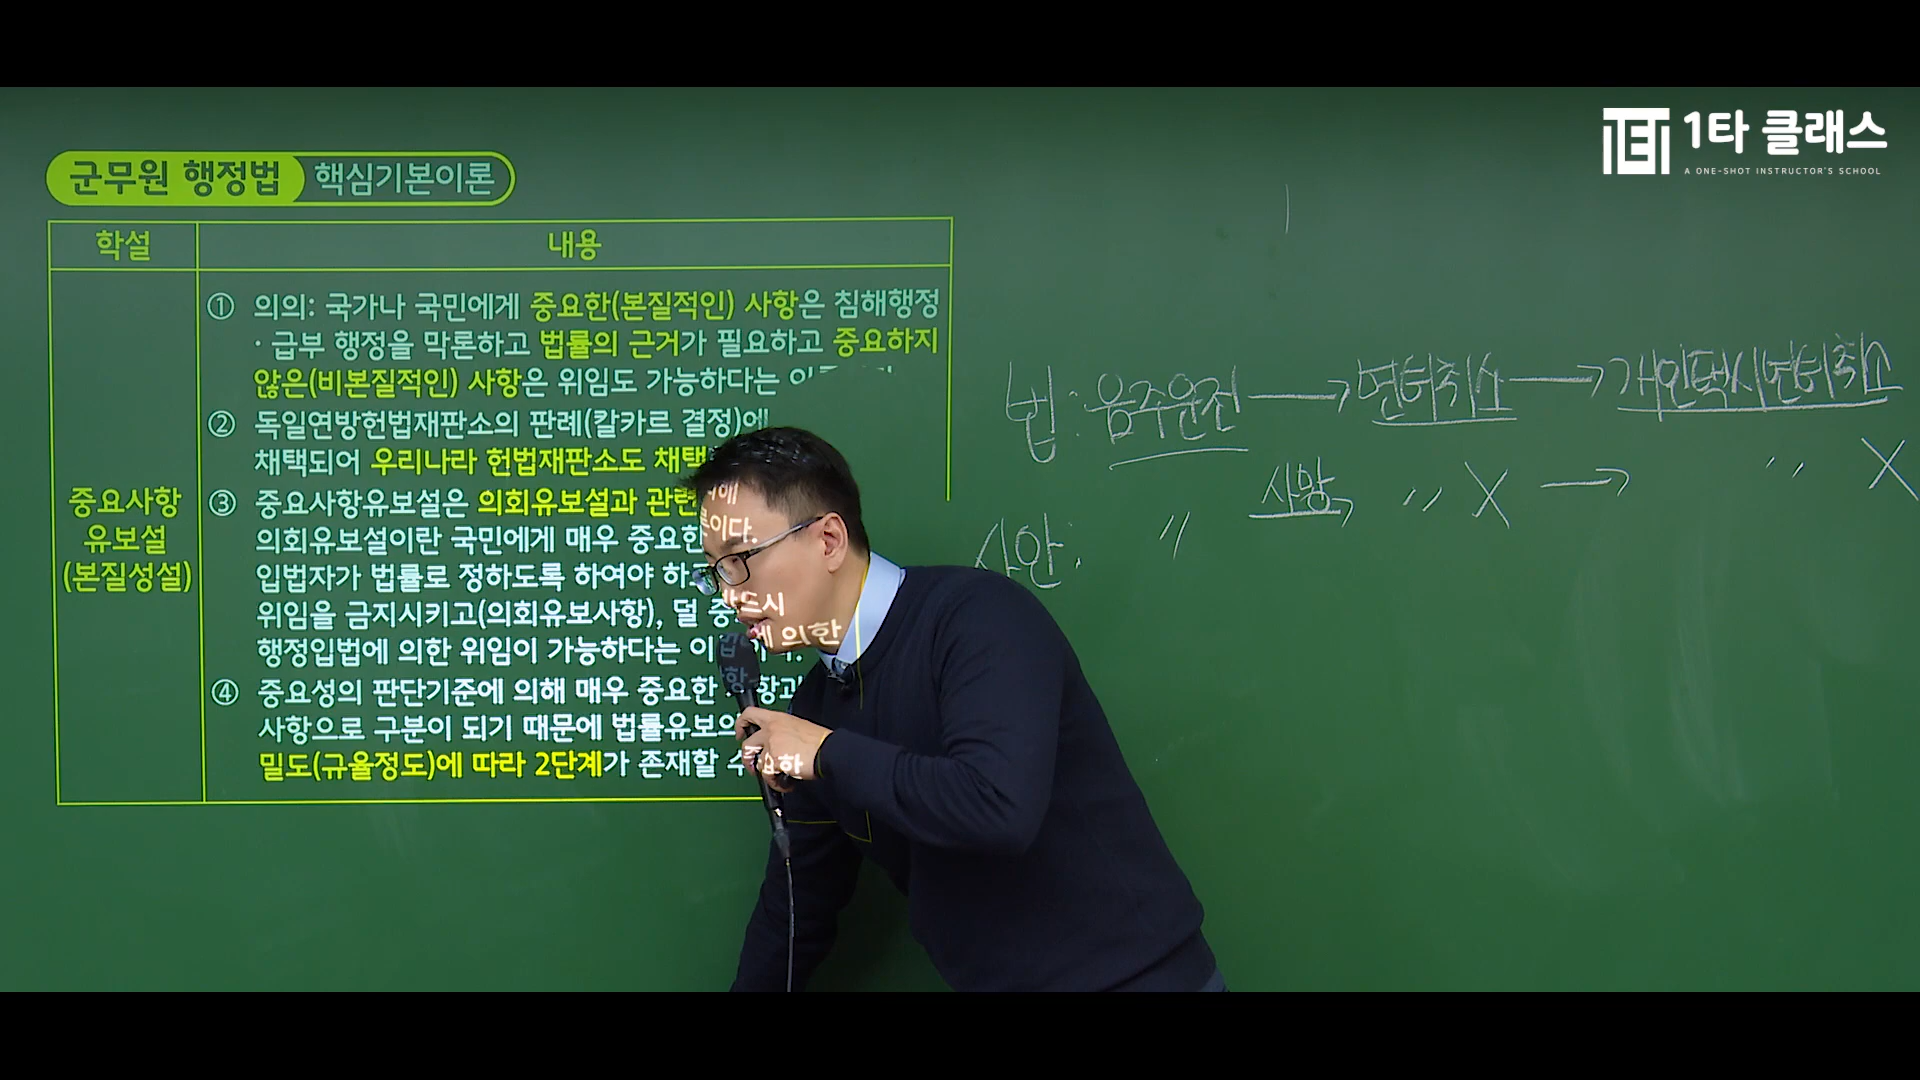 1타 클래스
A ONE-SHOT INSTRUCTOR'S SCHOOL
군무원 행정법 핵심기본이론
학설 내용
중요사항
유보설
(본질성설)
① 의의: 국가나 국민에게 중요한(본질적인) 사항은 침해행정
· 급부 행정을 막론하고 법률의 근거가 필요하고 중요하지
않은(비본질적인) 사항은 위임도 가능하다는
② 독일연방헌법재판소의 판례(칼카르 결정)에
채택되어 우리나라 헌법재판소도 채택
③ 중요사항유보설은 의회유보설과 관련
의회유보설이란 국민에게 매우 중요한
입법자가 법률로 정하도록 하여야 하고
위임을 금지시키고(의회유보사항), 덜 중
행정입법에 의한 위임이 가능하다는 이
④ 중요성의 판단기준에 의해 매우 중요한
사항으로 구분이 되기 때문에 법률유보의
밀도(규율정도)에 따라 2단계가 존재할 수
이다.
반드시
에 의한
법 : 음주운전 → 면허취소 → 개인택시면허취소
사망, 〃 X → 〃 X
사안 : 〃